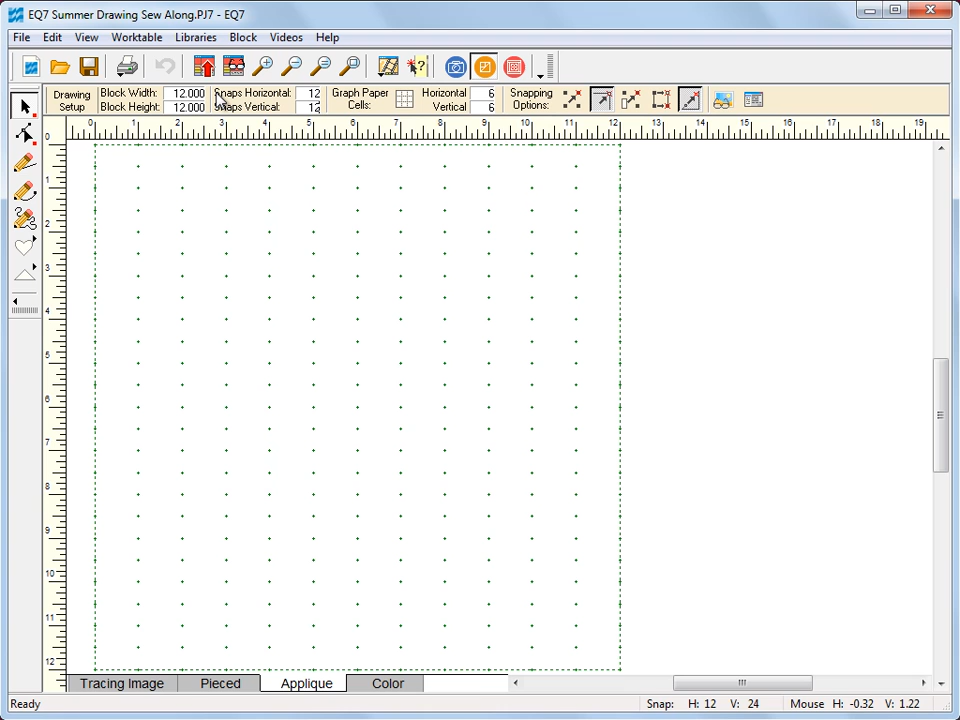 EQ7 Summer Drawing Sew Along.PJ7 - EQ7
File Edit View Worktable Libraries Block Videos Help
Drawing Setup
Block Width: 12.000
Block Height: 12.000
Snaps Horizontal: 12
Snaps Vertical: 12
Graph Paper Cells:
Horizontal 6
Vertical 6
Snapping Options:
0 1 2 3 4 5 6 7 8 9 10 11 12 13 14 15 16 17 18 19
0
1
2
3
4
5
6
7
8
9
10
11
12
Tracing Image Pieced Applique Color
Ready Snap: H: 12 V: 24 Mouse H: -0.32 V: 1.22